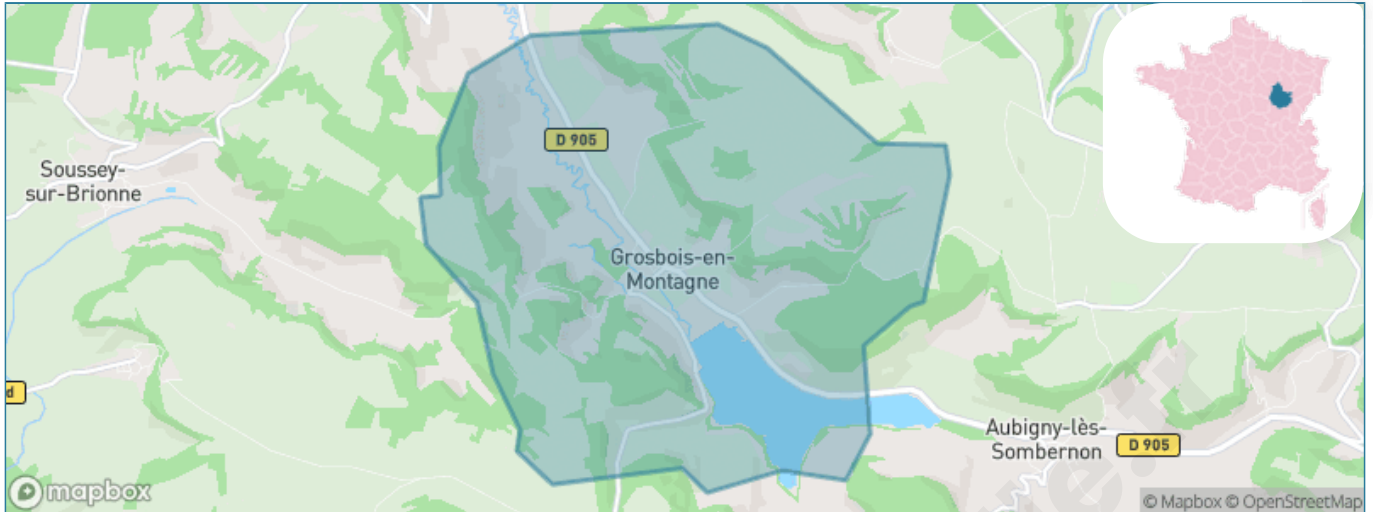 D 905
Soussey-
sur-Brionne
Grosbois-en-
Montagne
d
Aubigny-lès-
Sombernon
D 905
mapbox
© Mapbox © OpenStreetMap